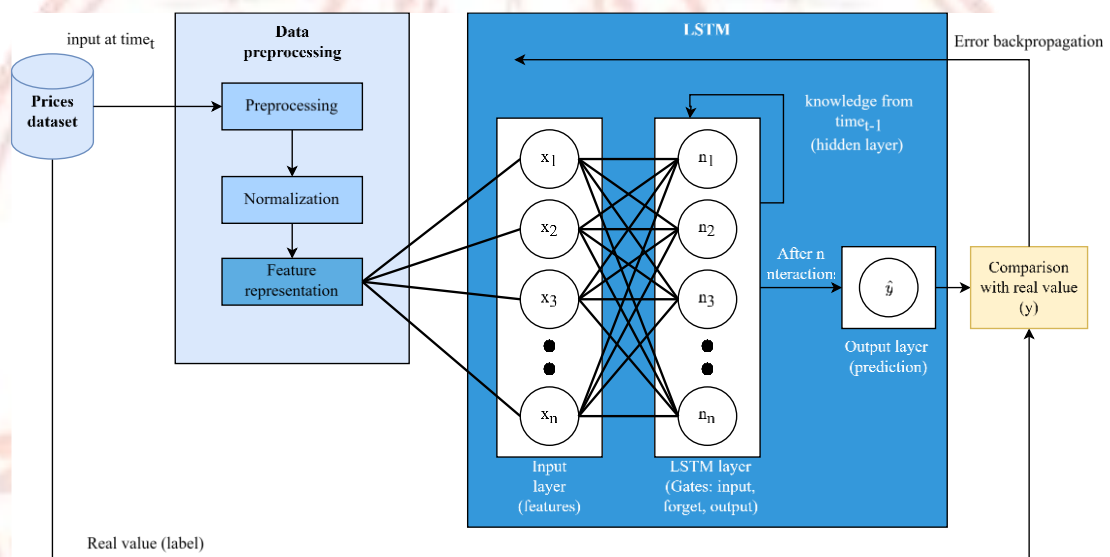 input at time_t
Prices
dataset
Data
preprocessing
Preprocessing
Normalization
Feature
representation
LSTM
Error backpropagation
knowledge from
time_t-1
(hidden layer)
x1
x2
x3
xn
n1
n2
n3
nn
Input
layer
(features)
LSTM layer
(Gates: input,
forget, output)
After n
nteraction
ŷ
Output layer
(prediction)
Comparison
with real value
(y)
Real value (label)